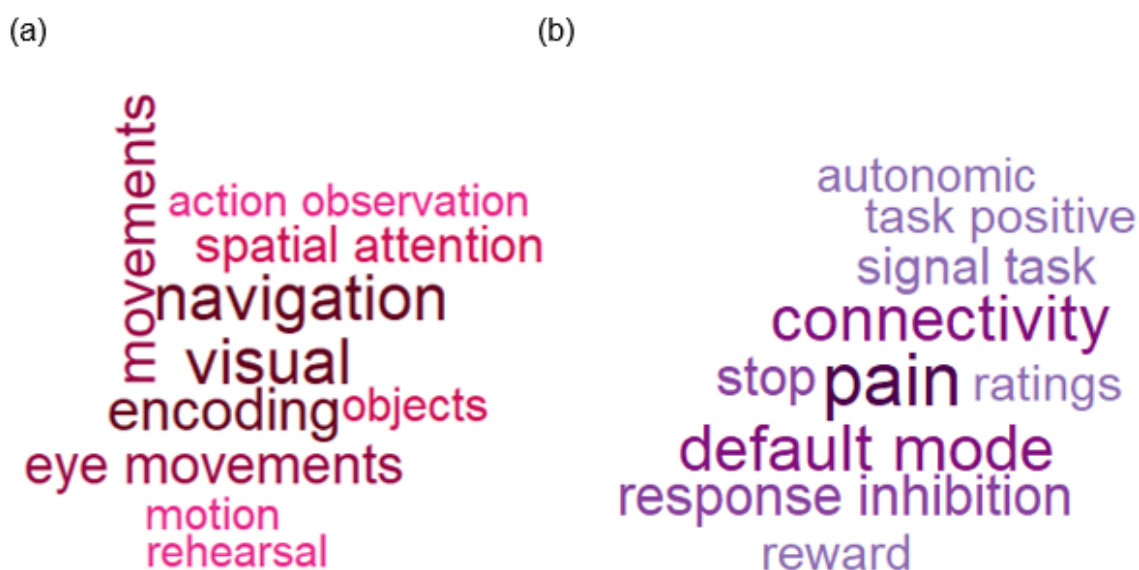 (a)
movements
action observation
spatial attention
navigation
visual
encoding objects
eye movements
motion
rehearsal
(b)
autonomic
task positive
signal task
connectivity
stop pain ratings
default mode
response inhibition
reward